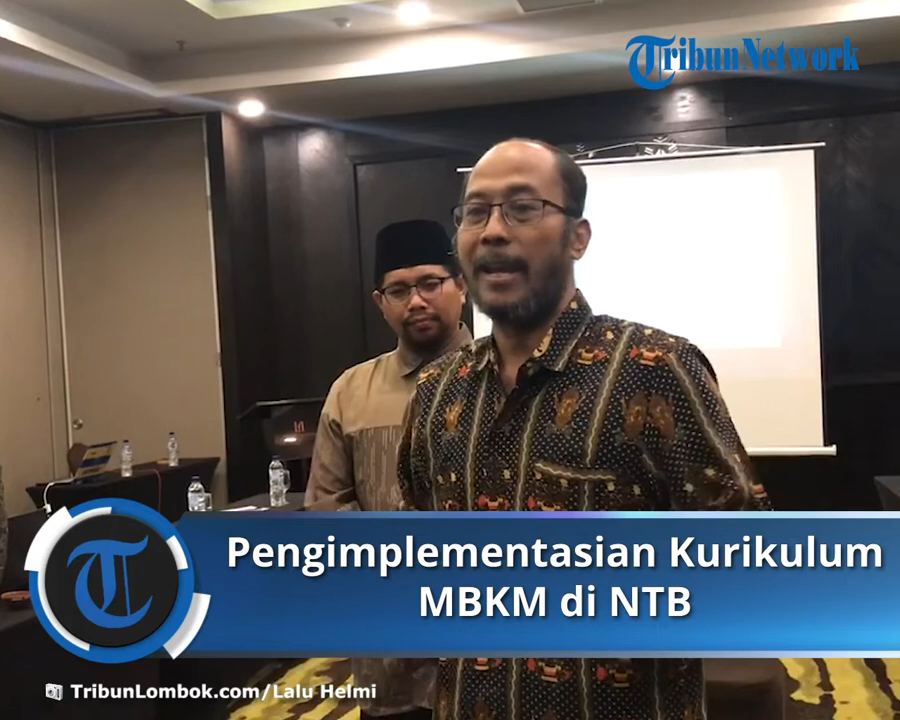 TribunNetwork
Pengimplementasian Kurikulum
MBKM di NTB
T
TribunLombok.com/Lalu Helmi